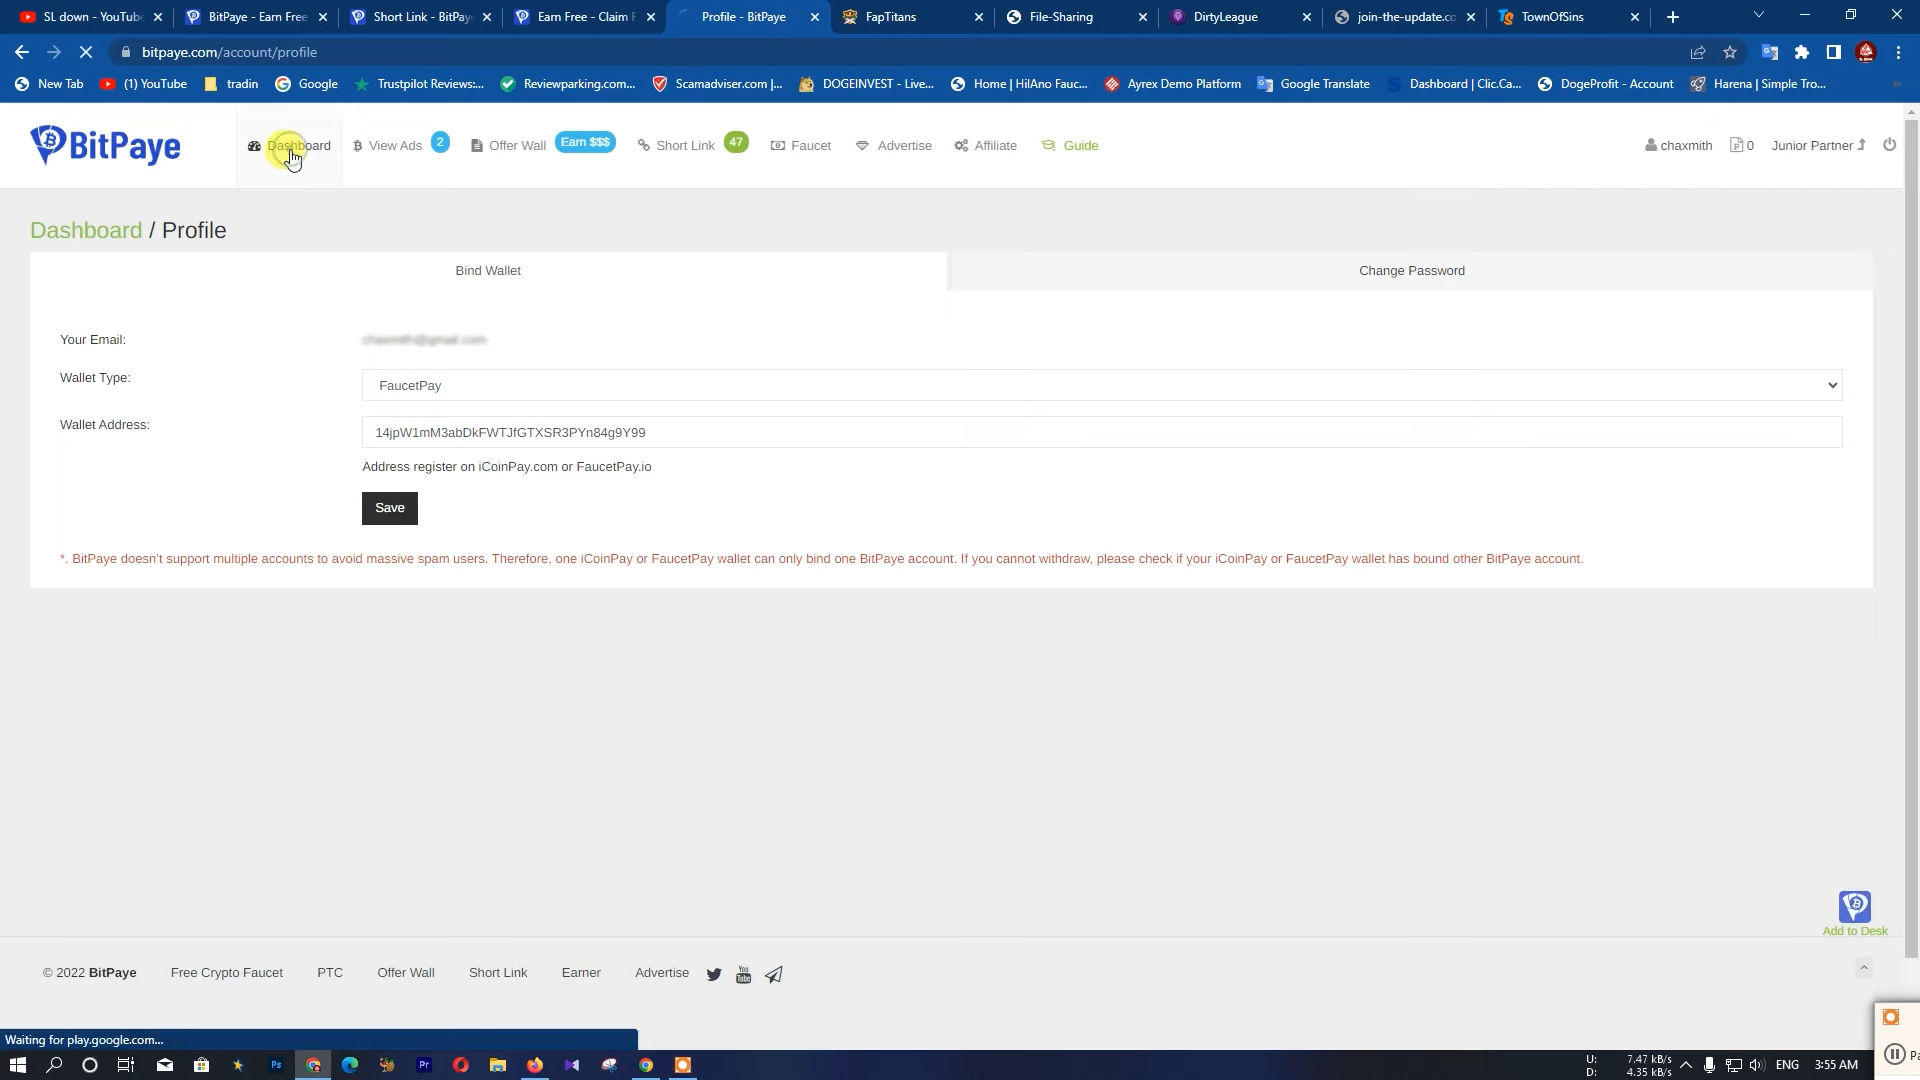 SL down - YouTube
BitPaye - Earn Free
Short Link - BitPaye
Earn Free - Claim F
Profile - BitPaye
FapTitans
File-Sharing
DirtyLeague
join-the-update.co
TownOfSins
bitpaye.com/account/profile
New Tab
(1) YouTube
tradin
Google
Trustpilot Reviews:...
Reviewparking.com...
Scamadviser.com |...
DOGEINVEST - Live...
Home | HilAno Fauc...
Ayrex Demo Platform
Google Translate
Dashboard | Clic.Ca...
DogeProfit - Account
Harena | Simple Tro...
BitPaye
Dashboard
View Ads 2
Offer Wall Earn $$$
Short Link 47
Faucet
Advertise
Affiliate
Guide
chaxmith
0
Junior Partner
Dashboard / Profile
Bind Wallet
Change Password
Your Email:
Wallet Type:
FaucetPay
Wallet Address:
14jpW1mM3abDkFWTJfGTXSR3PYn84g9Y99
Address register on iCoinPay.com or FaucetPay.io
Save
*. BitPaye doesn't support multiple accounts to avoid massive spam users. Therefore, one iCoinPay or FaucetPay wallet can only bind one BitPaye account. If you cannot withdraw, please check if your iCoinPay or FaucetPay wallet has bound other BitPaye account.
Add to Desk
© 2022 BitPaye
Free Crypto Faucet
PTC
Offer Wall
Short Link
Earner
Advertise
You Tube
Waiting for play.google.com...
Ps
Pr
U: 7.47 kB/s
D: 4.35 kB/s
ENG
3:55 AM